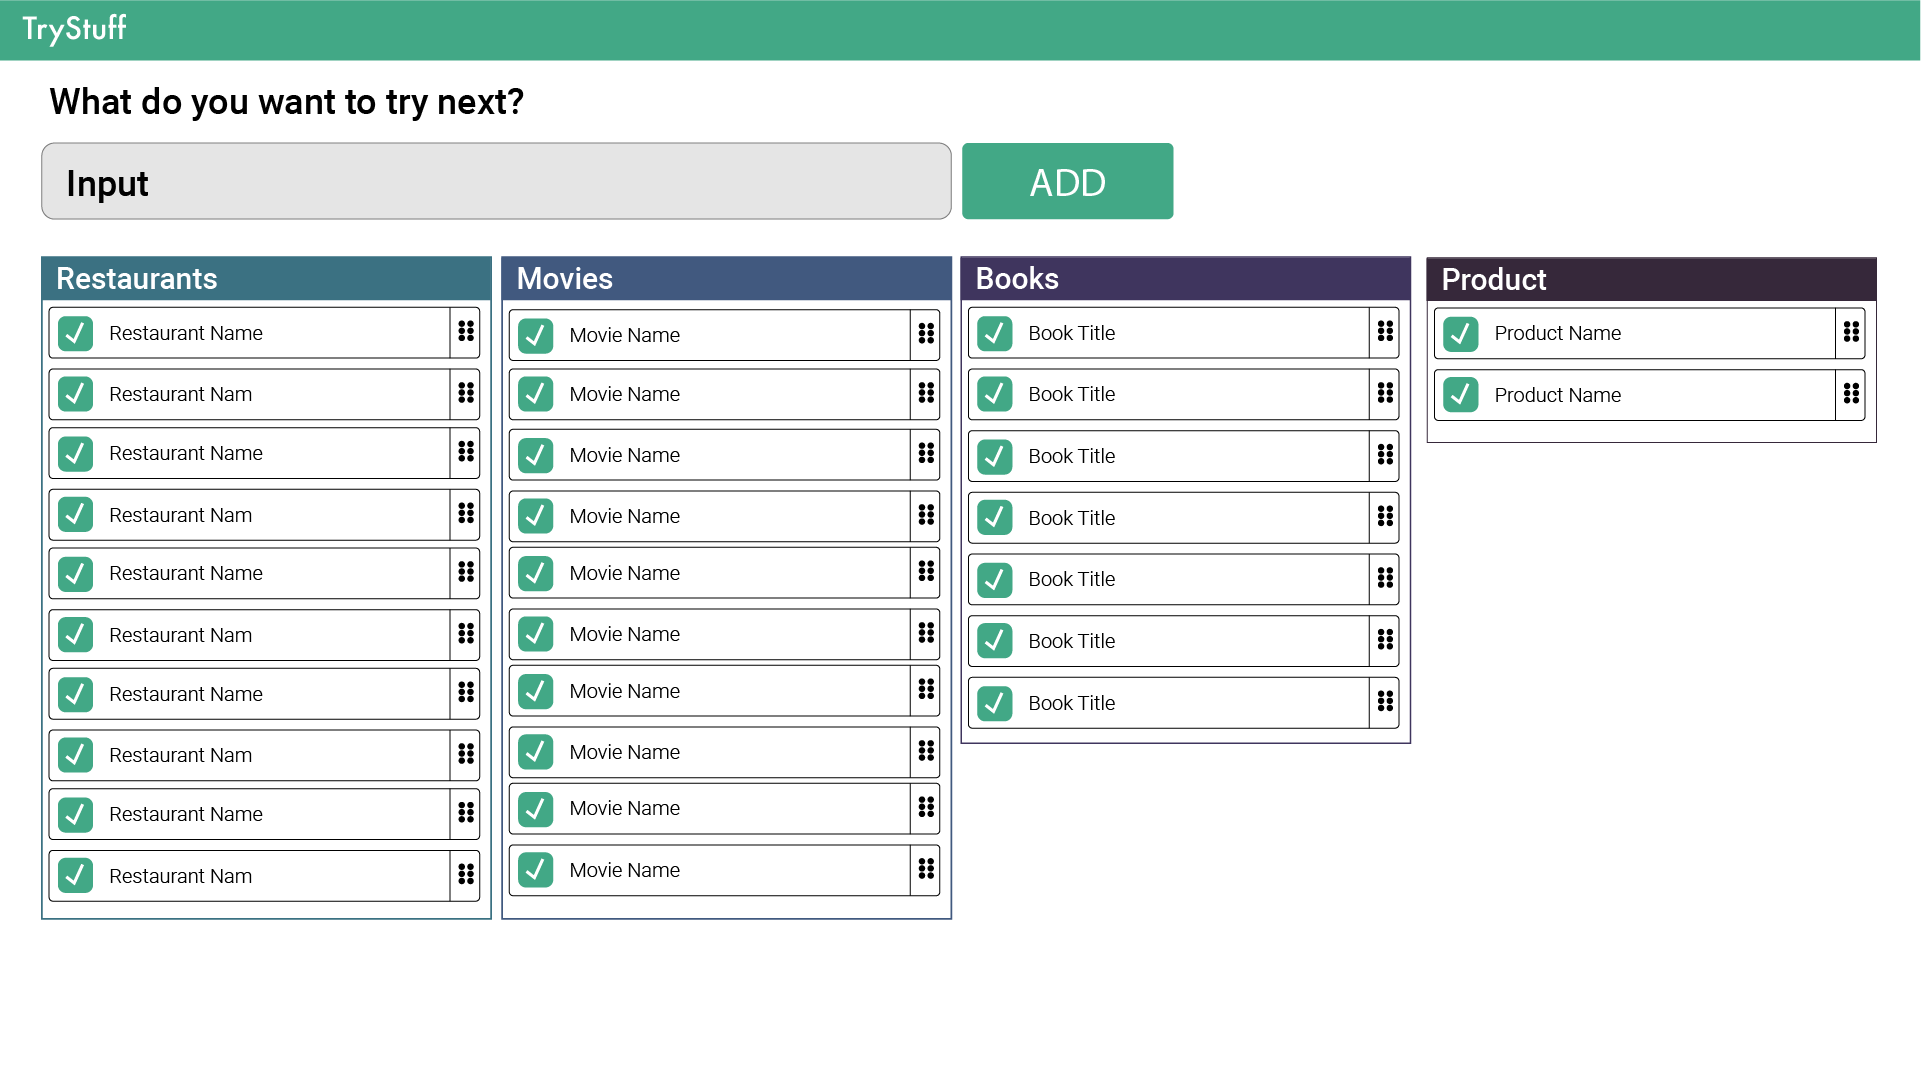 TryStuff
What do you want to try next?
Input
ADD
Restaurants
Restaurant Name
Restaurant Nam
Restaurant Name
Restaurant Nam
Restaurant Name
Restaurant Nam
Restaurant Name
Restaurant Nam
Restaurant Name
Restaurant Nam
Movies
Movie Name
Movie Name
Movie Name
Movie Name
Movie Name
Movie Name
Movie Name
Movie Name
Movie Name
Movie Name
Books
Book Title
Book Title
Book Title
Book Title
Book Title
Book Title
Book Title
Product
Product Name
Product Name